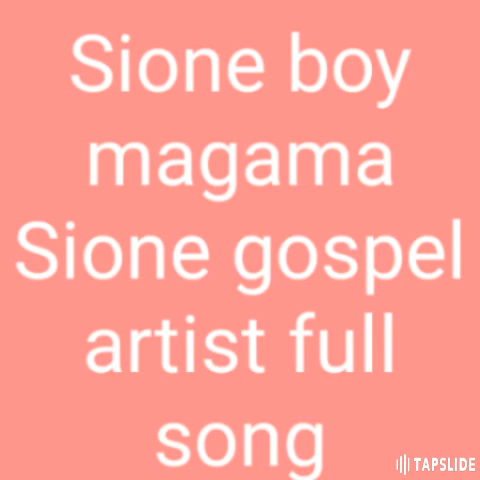 Sione boy
magama
Sione gospel
artist full
song
TAPSLIDE